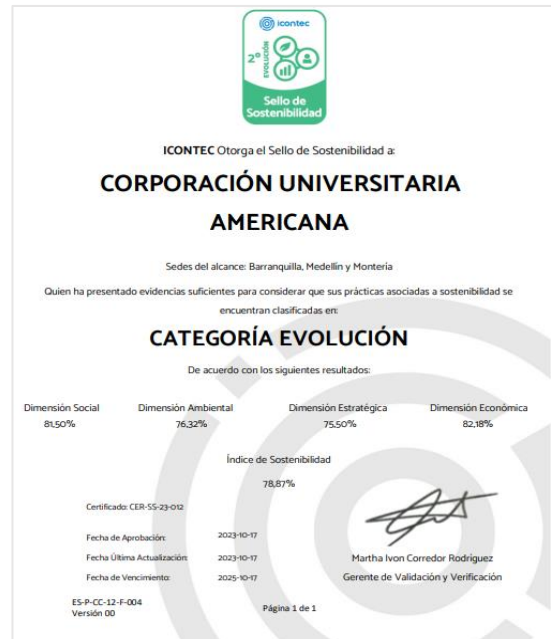 icontec
2º
EVOLUCIÓN
Sello de
Sostenibilidad
ICONTEC Otorga el Sello de Sostenibilidad a:
CORPORACIÓN UNIVERSITARIA
AMERICANA
Sedes del alcance: Barranquilla, Medellín y Montería
Quien ha presentado evidencias suficientes para considerar que sus prácticas asociadas a sostenibilidad se
encuentran clasificadas en:
CATEGORÍA EVOLUCIÓN
De acuerdo con los siguientes resultados:
Dimensión Social Dimensión Ambiental Dimensión Estratégica Dimensión Económica
81,50% 76,32% 75,50% 82,18%
Índice de Sostenibilidad
78,87%
Certificado: CER-SS-23-012
Fecha de Aprobación: 2023-10-17
Fecha Última Actualización: 2023-10-17
Fecha de Vencimiento: 2025-10-17
Martha Ivon Corredor Rodriguez
Gerente de Validación y Verificación
ES-P-CC-12-F-004
Versión 00
Página 1 de 1